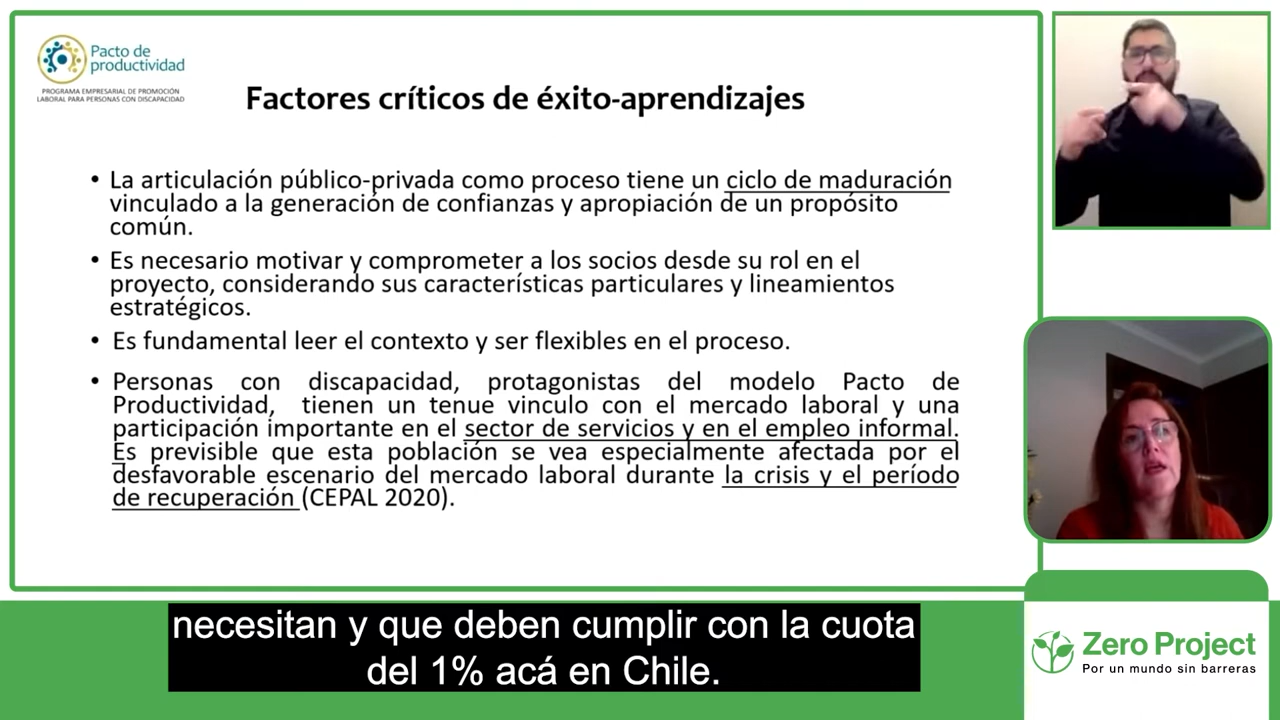 Pacto de
productividad
PROGRAMA EMPRESARIAL DE PROMOCIÓN
LABORAL PARA PERSONAS CON DISCAPACIDAD
Factores críticos de éxito-aprendizajes
• La articulación público-privada como proceso tiene un ciclo de maduración
vinculado a la generación de confianzas y apropiación de un propósito
común.
• Es necesario motivar y comprometer a los socios desde su rol en el
proyecto, considerando sus características particulares y lineamientos
estratégicos.
• Es fundamental leer el contexto y ser flexibles en el proceso.
• Personas con discapacidad, protagonistas del modelo Pacto de
Productividad, tienen un tenue vinculo con el mercado laboral y una
participación importante en el sector de servicios y en el empleo informal.
Es previsible que esta población se vea especialmente afectada por el
desfavorable escenario del mercado laboral durante la crisis y el período
de recuperación (CEPAL 2020).
necesitan y que deben cumplir con la cuota
del 1% acá en Chile.
Zero Project
Por un mundo sin barreras